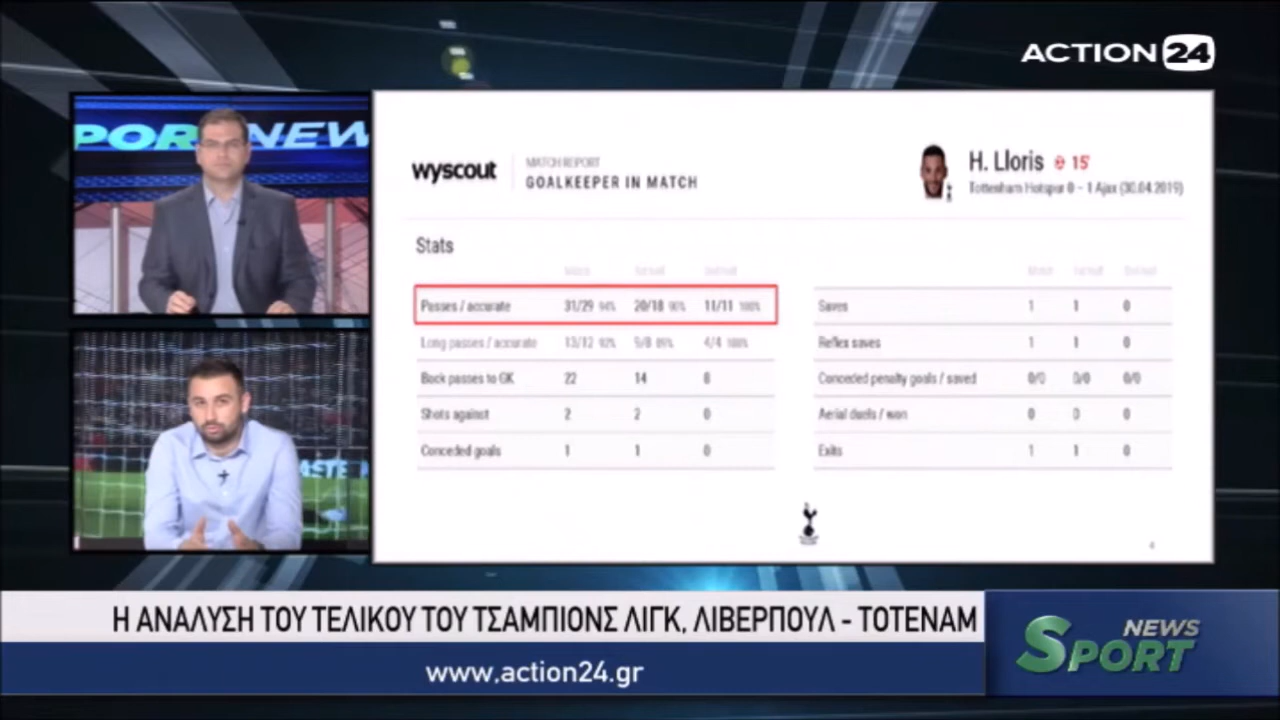 ACTION 24
SPORT NEW
wyscout
MATCH REPORT
GOALKEEPER IN MATCH
H. Lloris 15'
Tottenham Hotspur 0 - 1 Ajax (30.04.2019)
Stats
Passes / accurate 31/29 94% 20/18 90% 11/11 100%
Long passes / accurate 13/12 92% 9/8 89% 4/4 100%
Back passes to GK 22 14 8
Shots against 2 2 0
Conceded goals 1 1 0
Saves 1 1 0
Reflex saves 1 1 0
Conceded penalty goals / saved 0/0 0/0 0/0
Aerial duels / won 0 0 0
Exits 1 1 0
Η ΑΝΑΛΥΣΗ ΤΟΥ ΤΕΛΙΚΟΥ ΤΟΥ ΤΣΑΜΠΙΟΝΣ ΛΙΓΚ, ΛΙΒΕΡΠΟΥΛ - ΤΟΤΕΝΑΜ
www.action24.gr
NEWS
SPORT